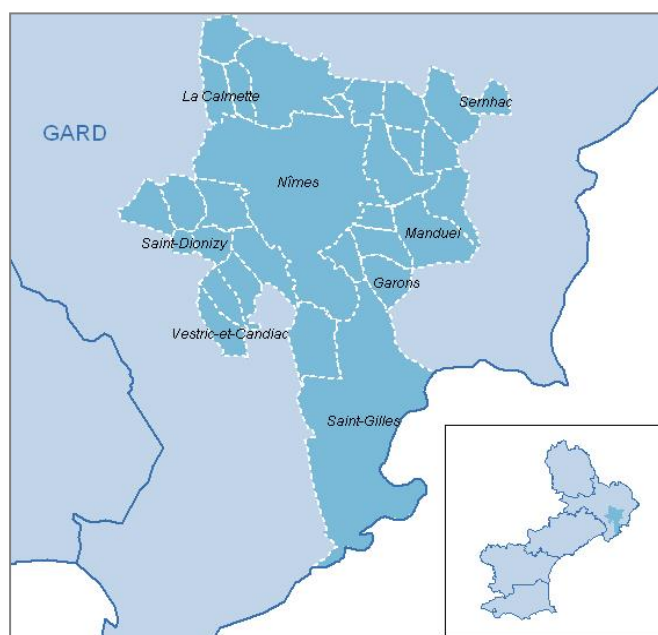 La Calmette
Sernhac
GARD
Nîmes
Manduel
Saint-Dionizy
Garons
Vestric-et-Candiac
Saint-Gilles